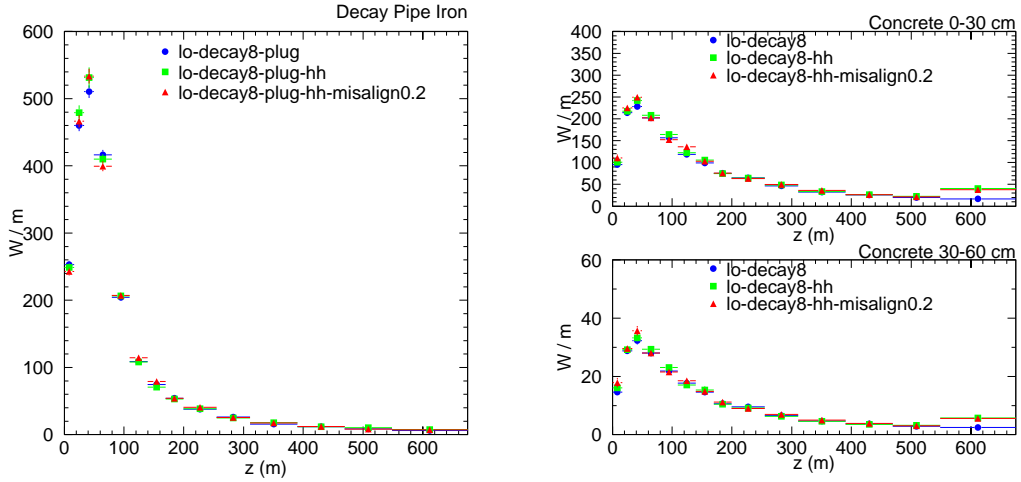 Decay Pipe Iron
600
500
400
300
200
100
0
W / m
lo-decay8-plug
lo-decay8-plug-hh
lo-decay8-plug-hh-misalign0.2
0 100 200 300 400 500 600
z (m)
Concrete 0-30 cm
400
350
300
250
200
150
100
50
0
W / m
lo-decay8
lo-decay8-hh
lo-decay8-hh-misalign0.2
0 100 200 300 400 500 600
z (m)
Concrete 30-60 cm
60
40
20
0
W / m
lo-decay8
lo-decay8-hh
lo-decay8-hh-misalign0.2
0 100 200 300 400 500 600
z (m)